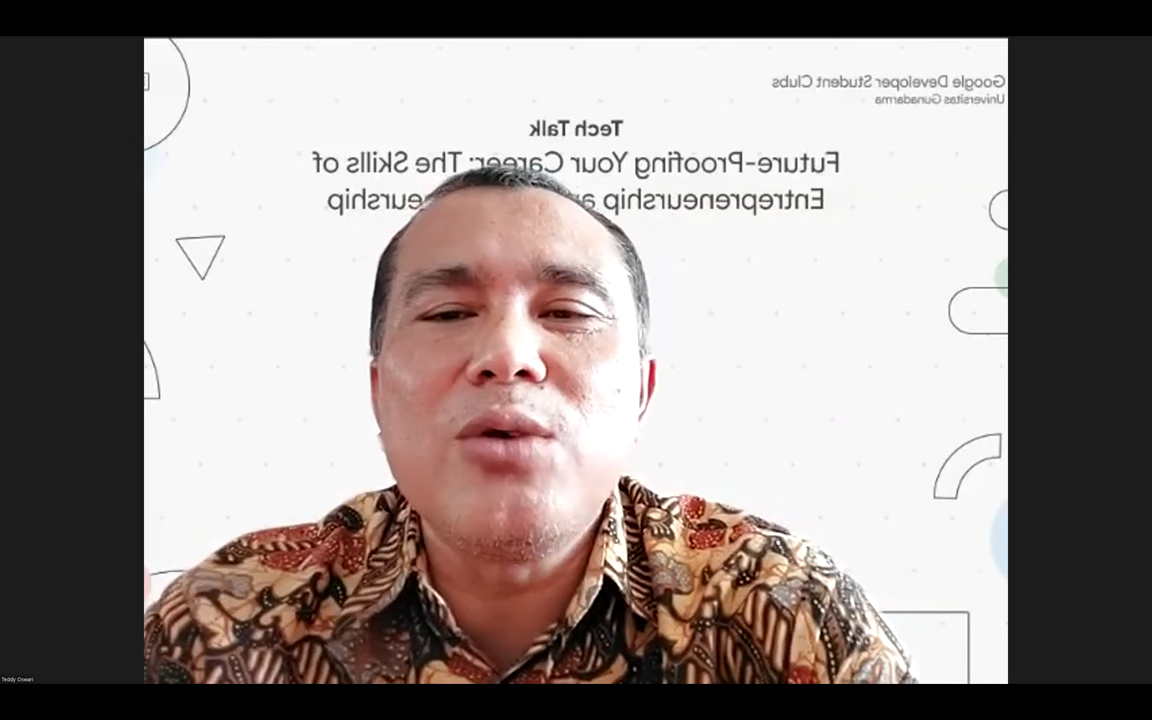 Google Developer Student Clubs
Universitas Gunadarma
Tech Talk
Future-Proofing Your Career: The Skills of
Entrepreneurship
Teddy Oswari